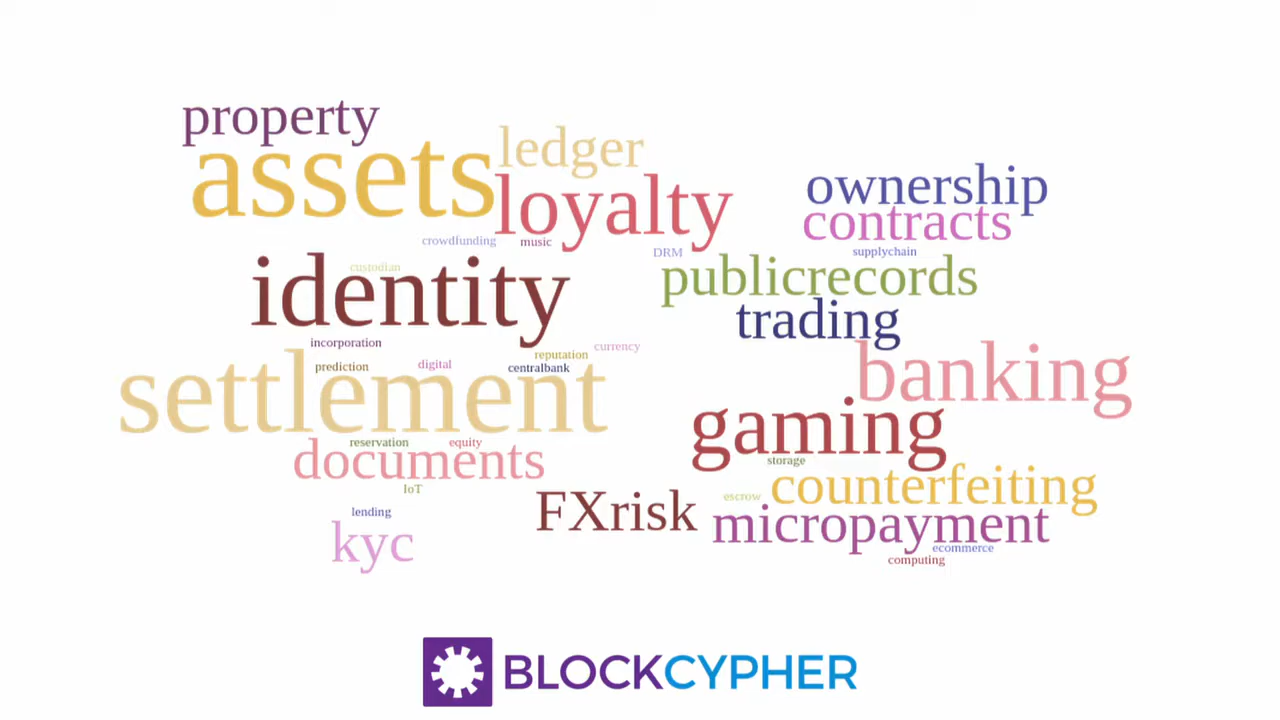 property
assets
ledger
loyalty
ownership
contracts
crowdfunding
music
DRM
supplychain
custodian
identity
publicrecords
trading
incorporation
reputation
currency
prediction
digital
centralbank
settlement
banking
gaming
reservation
equity
documents
storage
counterfeiting
IoT
escrow
FXrisk
lending
micropayment
kyc
ecommerce
computing
BLOCKCYPHER